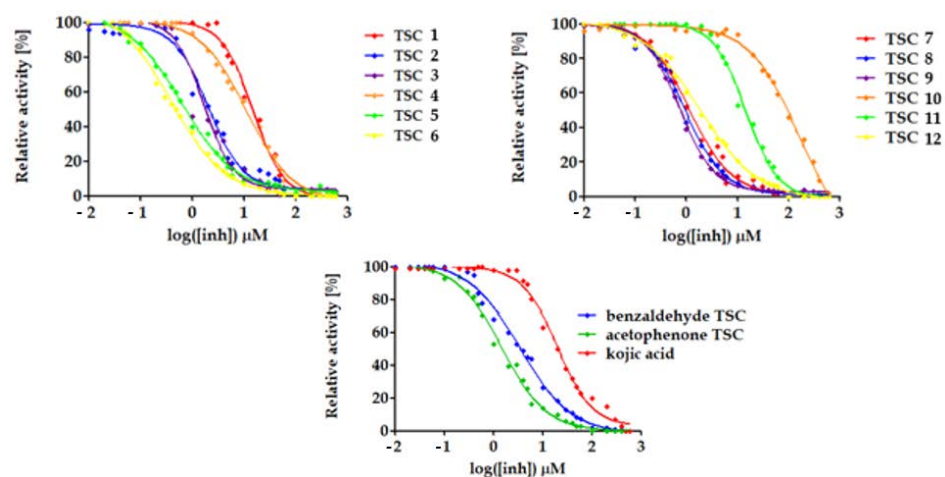 Relative activity [%]
100
80
60
40
20
0
-2
-1
0
1
2
3
log([inh]) μM
TSC 1
TSC 2
TSC 3
TSC 4
TSC 5
TSC 6
Relative activity [%]
100
80
60
40
20
0
-2
-1
0
1
2
3
log([inh]) μM
TSC 7
TSC 8
TSC 9
TSC 10
TSC 11
TSC 12
Relative activity [%]
100
80
60
40
20
0
-2
-1
0
1
2
3
log([inh]) μM
benzaldehyde TSC
acetophenone TSC
kojic acid